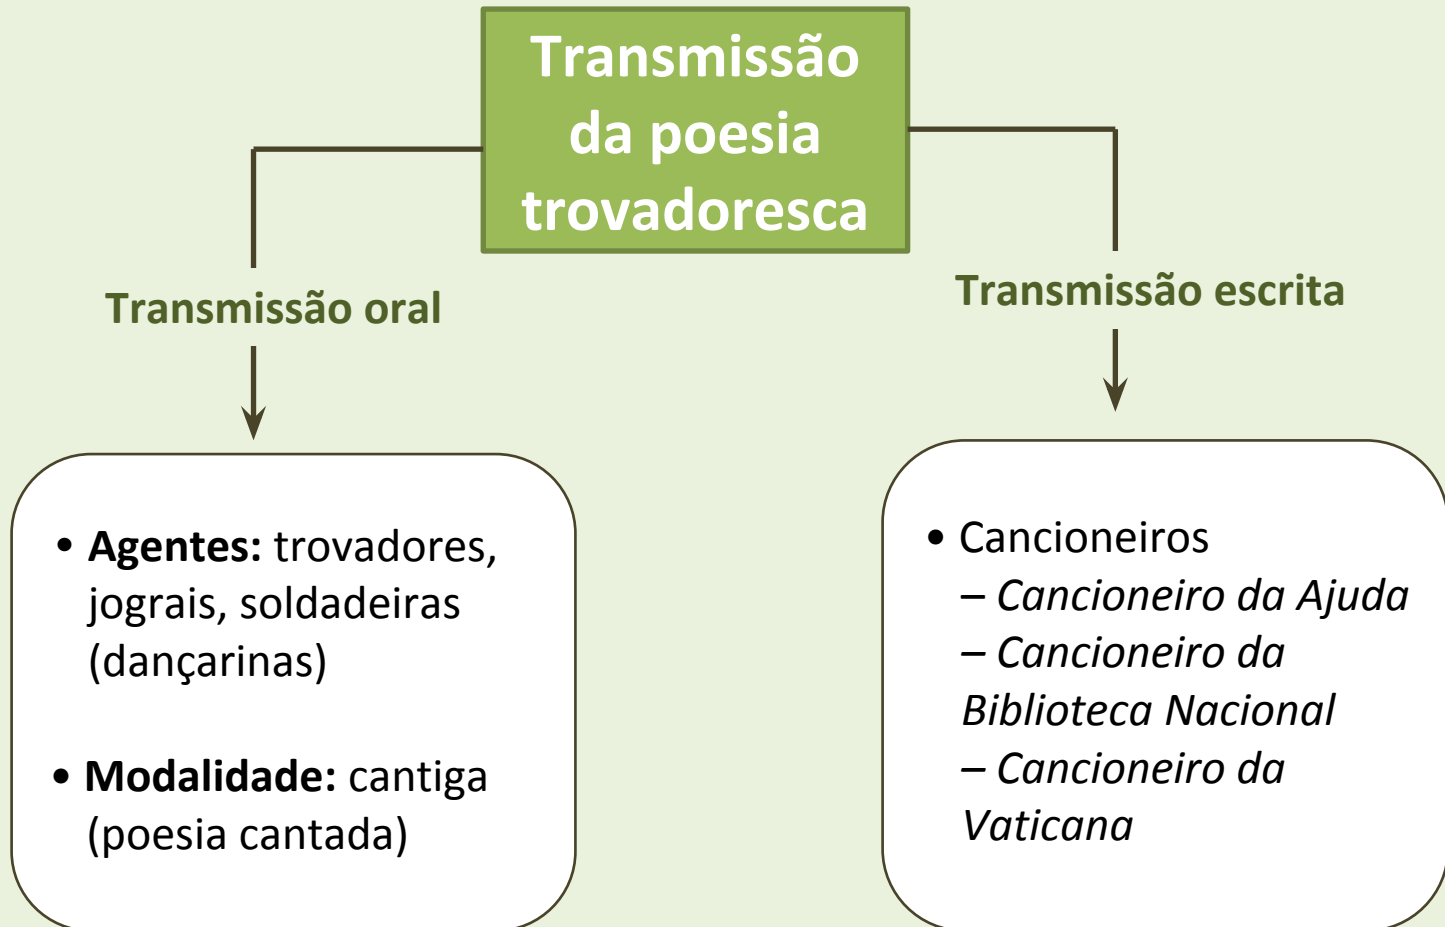 Transmissão
da poesia
trovadoresca
Transmissão oral
• Agentes: trovadores,
jograis, soldadeiras
(dançarinas)
• Modalidade: cantiga
(poesia cantada)
Transmissão escrita
• Cancioneiros
– Cancioneiro da Ajuda
– Cancioneiro da
Biblioteca Nacional
– Cancioneiro da
Vaticana